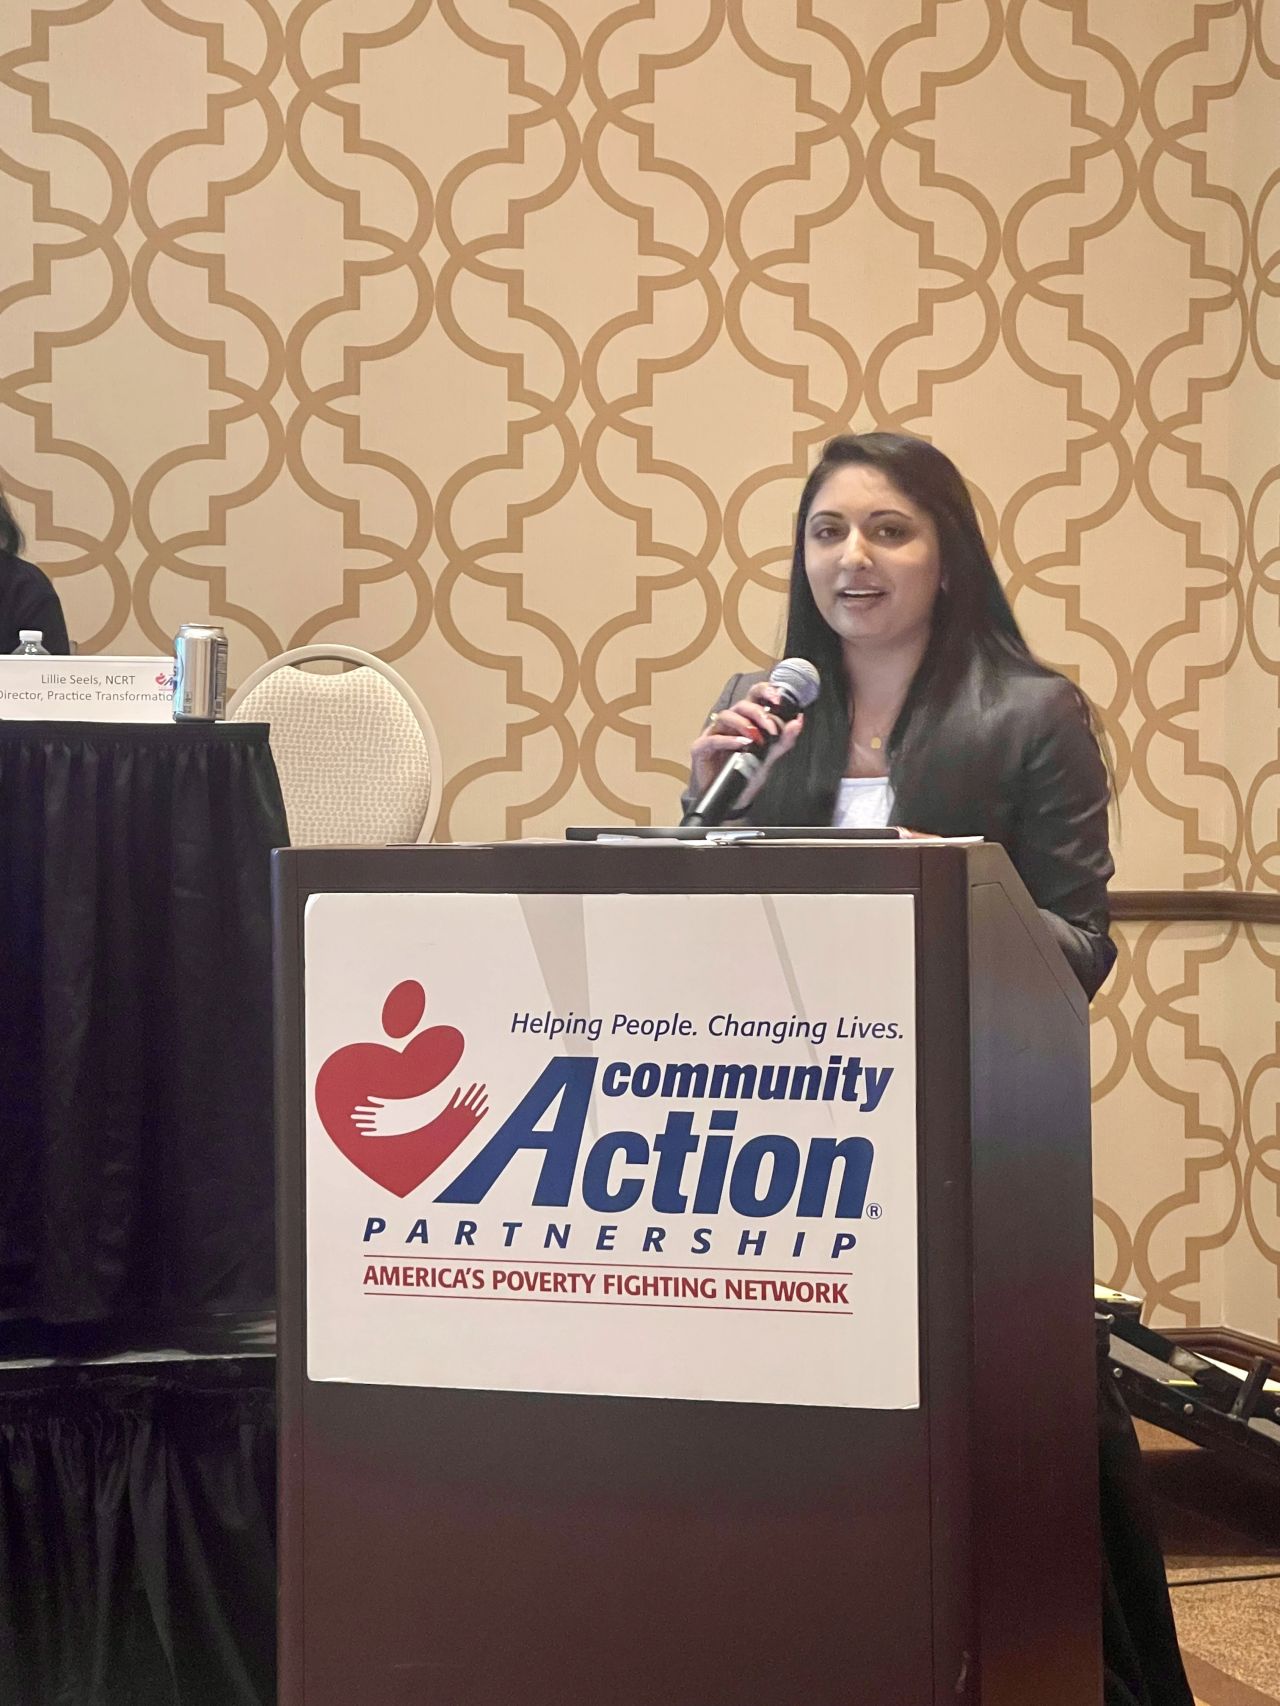 Lillie Seels, NCRT
Director, Practice Transformatio
Helping People. Changing Lives.
community
Action®
PARTNERSHIP
AMERICA'S POVERTY FIGHTING NETWORK